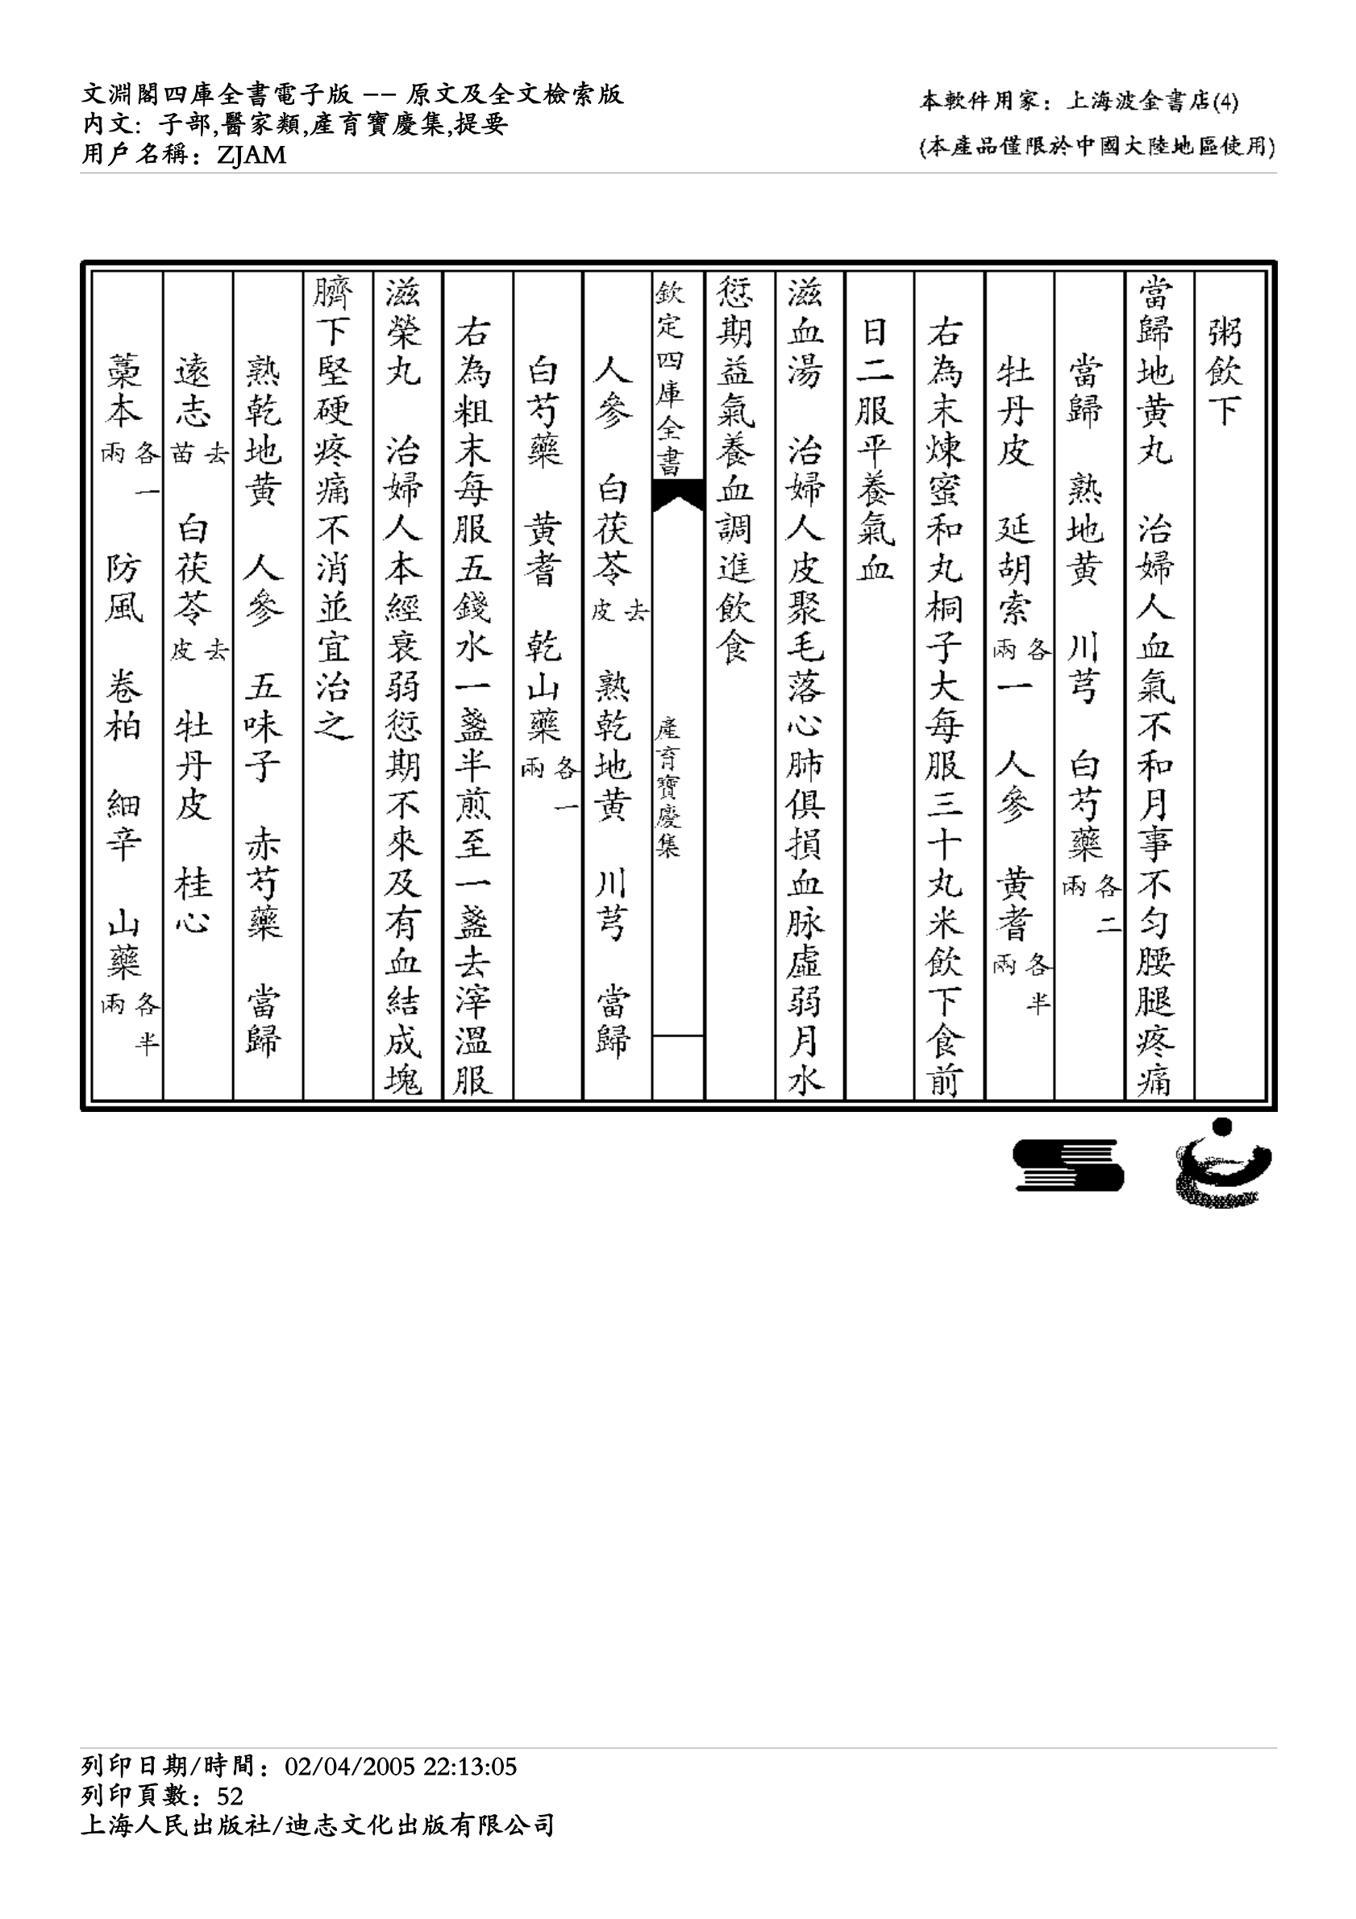 文淵閣四庫全書電子版 -- 原文及全文檢索版
內文: 子部,醫家類,產育寶慶集,提要
用戶名稱: ZJAM
本軟件用家: 上海波金書店(4)
(本產品僅限於中國大陸地區使用)
粥飲下
當歸地黃丸 治婦人血氣不和月事不匀腰腿疼痛
當歸 熟地黃 川芎 白芍藥各二兩
牡丹皮 延胡索各一兩 人參 黃耆各半兩
右為末煉蜜和丸桐子大每服三十丸米飲下食前
日二服平養氣血
滋血湯 治婦人皮聚毛落心肺俱損血脉虛弱月水
愆期益氣養血調進飲食
欽定四庫全書 產育寶慶集
人參 白茯苓去皮 熟乾地黃 川芎 當歸
白芍藥 黃耆 乾山藥各一兩
右為粗末每服五錢水一盞半煎至一盞去滓溫服
滋榮丸 治婦人本經衰弱愆期不來及有血結成塊
臍下堅硬疼痛不消並宜治之
熟乾地黃 人參 五味子 赤芍藥 當歸
遠志去苗 白茯苓去皮 牡丹皮 桂心
藁本各一兩 防風 卷柏 細辛 山藥各半兩
列印日期/時間: 02/04/2005 22:13:05
列印頁數: 52
上海人民出版社/迪志文化出版有限公司